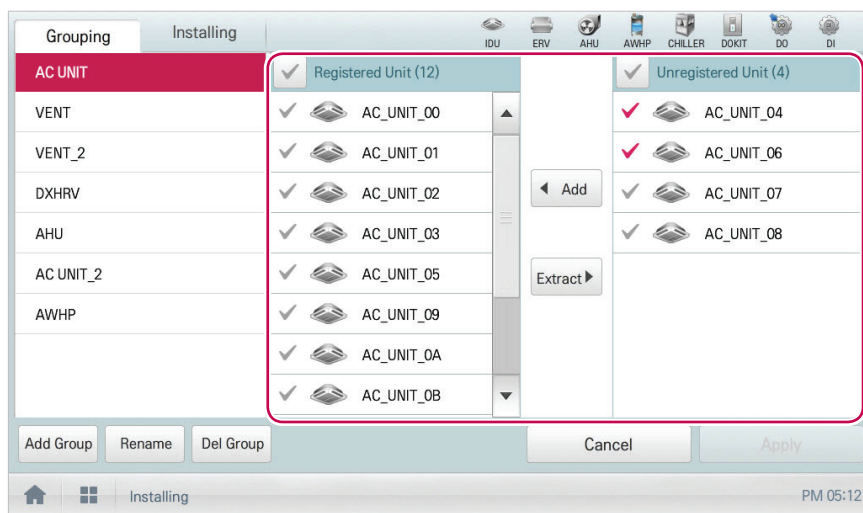 Grouping
Installing
IDU
ERV
AHU
AWHP
CHILLER
DOKIT
DO
DI
AC UNIT
VENT
VENT_2
DXHRV
AHU
AC UNIT_2
AWHP
Registered Unit (12)
AC_UNIT_00
AC_UNIT_01
AC_UNIT_02
AC_UNIT_03
AC_UNIT_05
AC_UNIT_09
AC_UNIT_0A
AC_UNIT_0B
Add
Extract
Unregistered Unit (4)
AC_UNIT_04
AC_UNIT_06
AC_UNIT_07
AC_UNIT_08
Add Group
Rename
Del Group
Cancel
Apply
Installing
PM 05:12